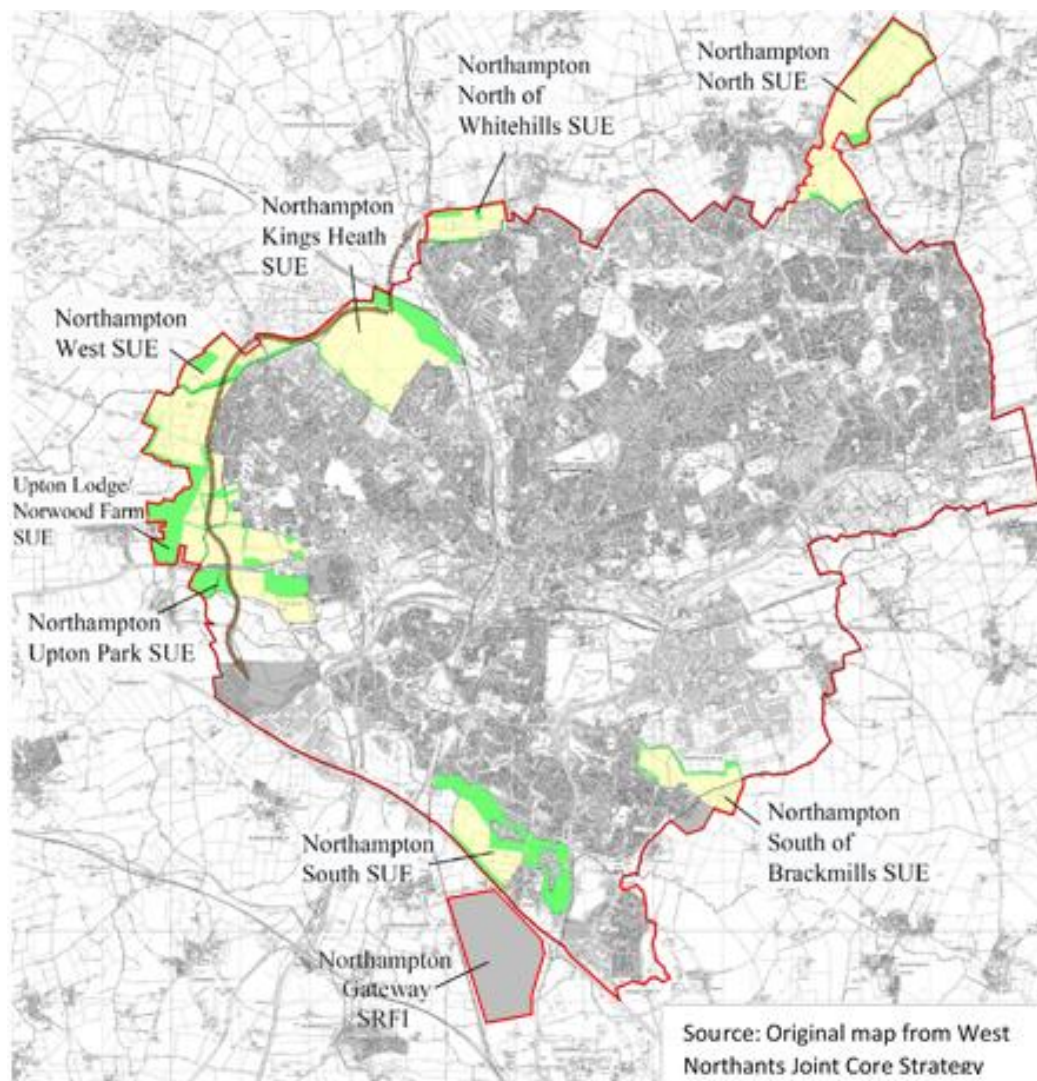 Northampton
North of
Whitehills SUE
Northampton
North SUE
Northampton
Kings Heath
SUE
Northampton
West SUE
Upton Lodge/
Norwood Farm
SUE
Northampton
Upton Park SUE
Northampton
South SUE
Northampton
South of
Brackmills SUE
Northampton
Gateway
SRFI
Source: Original map from West
Northants Joint Core Strategy